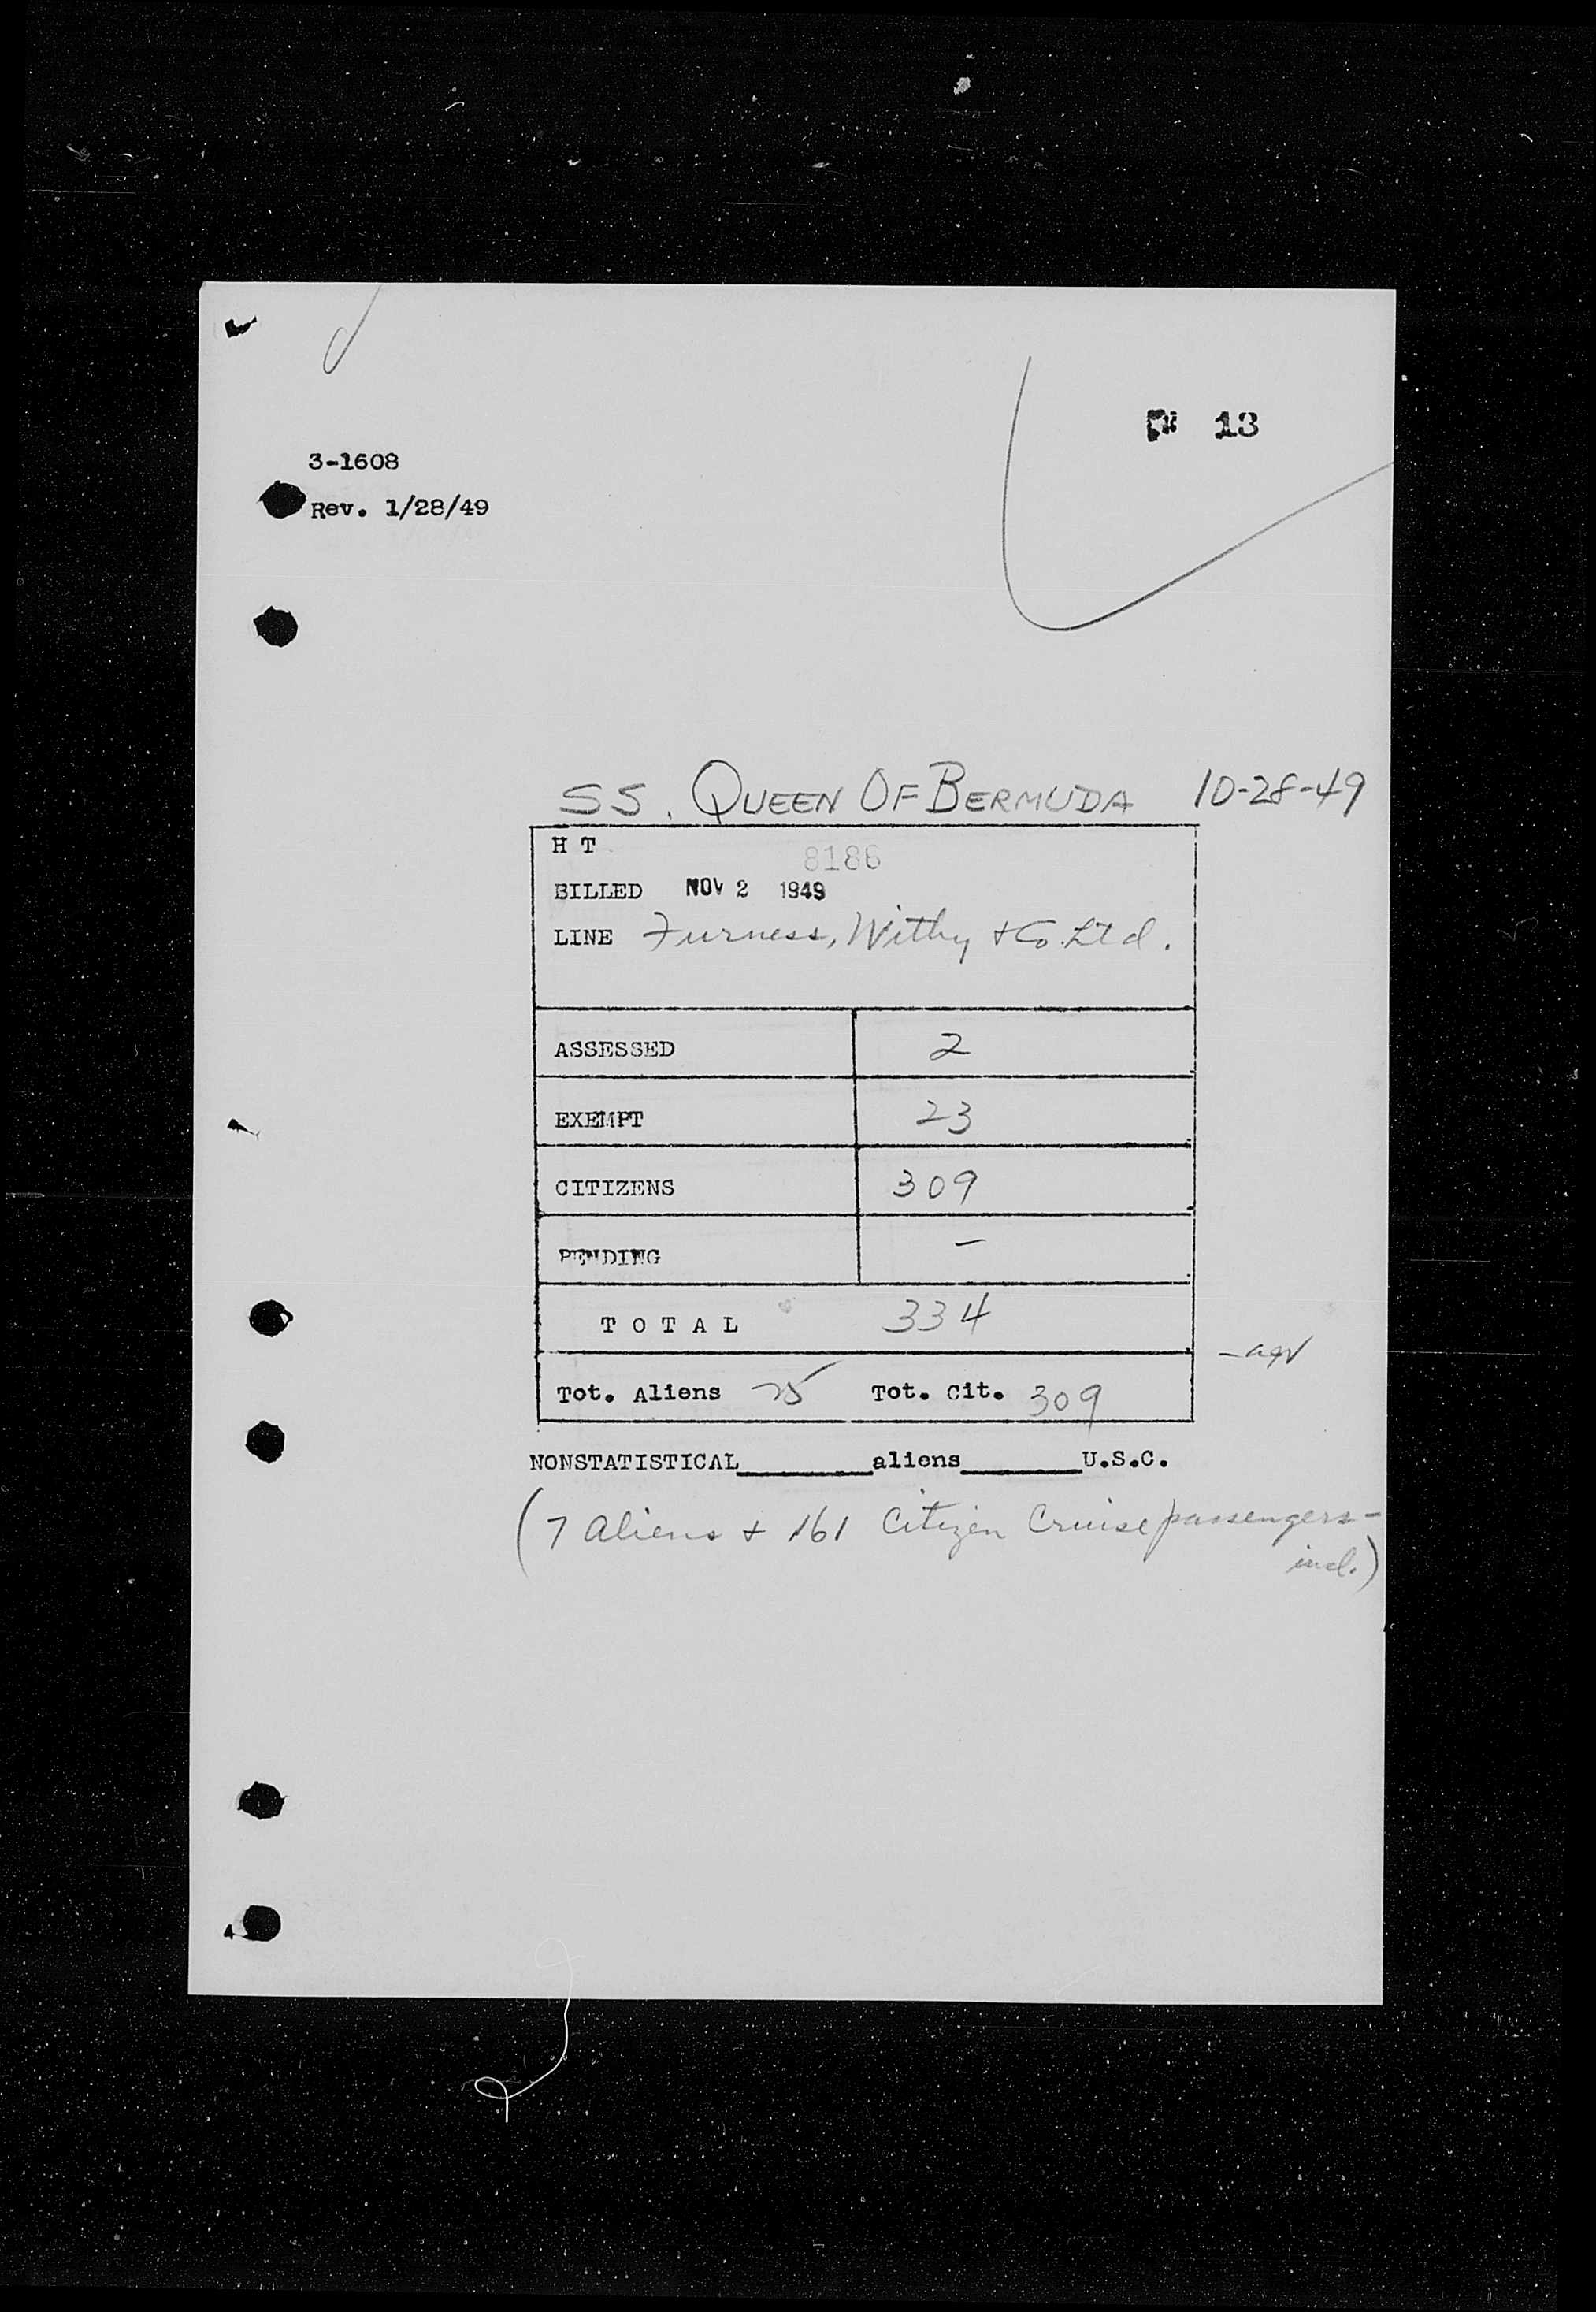 13
3-1608
Rev. 1/28/49
SS. QUEEN OF BERMUDA 10-28-49
H T
8186
BILLED NOV 2 1949
LINE Furness, Withy + Co. Ltd.
ASSESSED 2
EXEMPT 23
CITIZENS 309
PENDING –
TOTAL 334
Tot. Aliens 25 Tot. Cit. 309
NONSTATISTICAL________aliens________U.S.C.
(7 aliens + 161 Citizen Cruise passengers-
incl.)